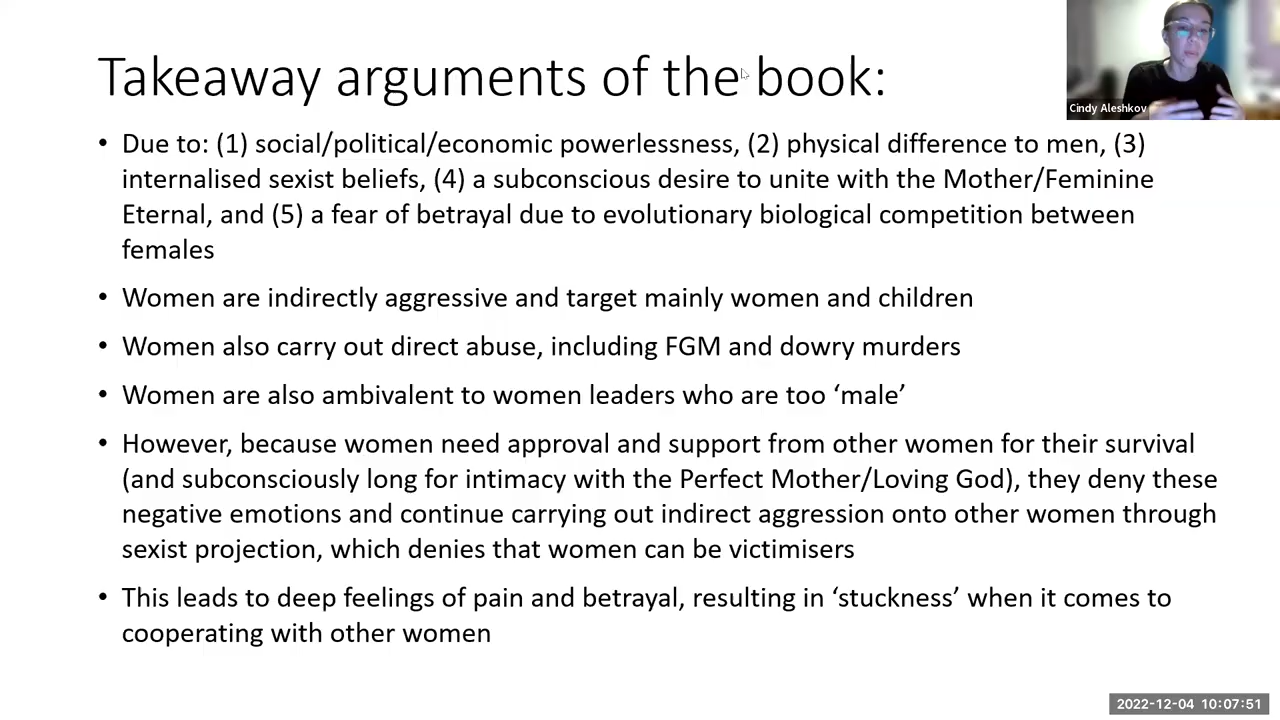 Takeaway arguments of the book:
Cindy Aleshkov
• Due to: (1) social/political/economic powerlessness, (2) physical difference to men, (3)
internalised sexist beliefs, (4) a subconscious desire to unite with the Mother/Feminine
Eternal, and (5) a fear of betrayal due to evolutionary biological competition between
females
• Women are indirectly aggressive and target mainly women and children
• Women also carry out direct abuse, including FGM and dowry murders
• Women are also ambivalent to women leaders who are too ‘male’
• However, because women need approval and support from other women for their survival
(and subconsciously long for intimacy with the Perfect Mother/Loving God), they deny these
negative emotions and continue carrying out indirect aggression onto other women through
sexist projection, which denies that women can be victimisers
• This leads to deep feelings of pain and betrayal, resulting in ‘stuckness’ when it comes to
cooperating with other women
2022-12-04 10:07:51